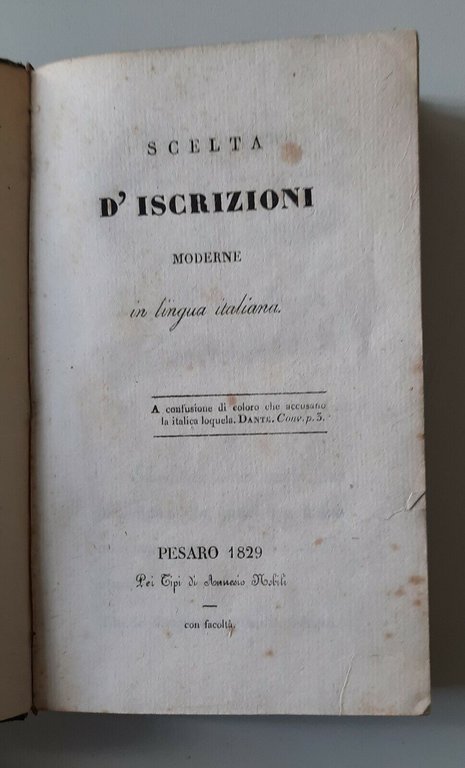 SCELTA
D' ISCRIZIONI
MODERNE
in lingua italiana.
A confusione di coloro che accusano
la italica loquela. DANTE. Conv. p. 3.
PESARO 1829
Pei Tipi di Annesio Nobili
con facoltà.